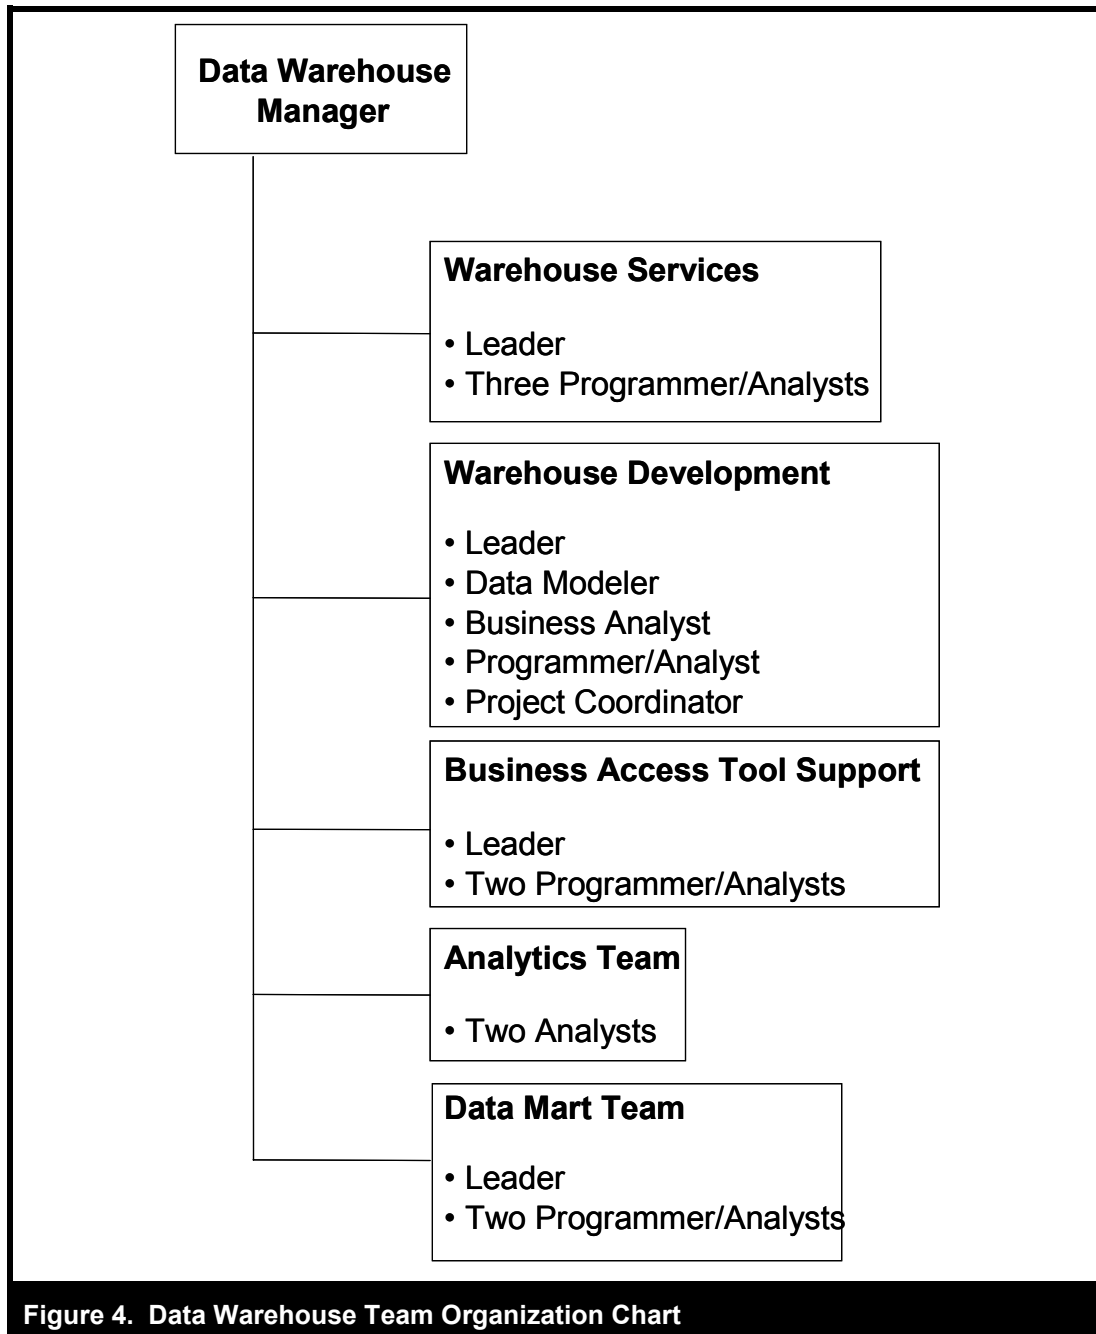 Data Warehouse
Manager
Warehouse Services
• Leader
• Three Programmer/Analysts
Warehouse Development
• Leader
• Data Modeler
• Business Analyst
• Programmer/Analyst
• Project Coordinator
Business Access Tool Support
• Leader
• Two Programmer/Analysts
Analytics Team
• Two Analysts
Data Mart Team
• Leader
• Two Programmer/Analysts
Figure 4. Data Warehouse Team Organization Chart